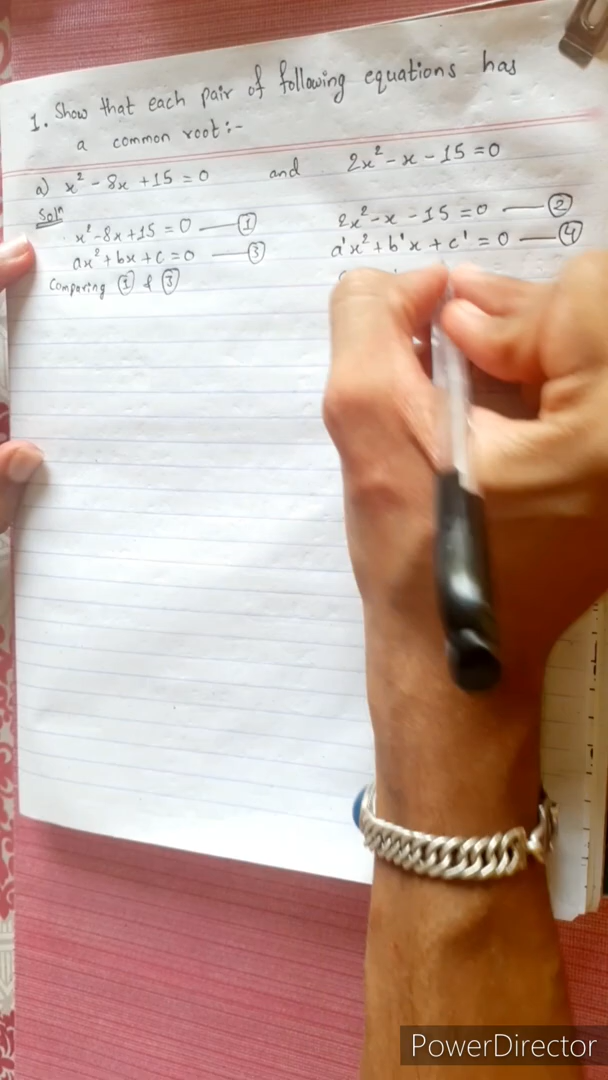 1. Show that each pair of following equations has
a common root:-
a) x² - 8x + 15 = 0 and 2x² - x - 15 = 0
Solⁿ
x² - 8x + 15 = 0 —— ① 2x² - x - 15 = 0 —— ②
ax² + bx + c = 0 —— ③ a'x² + b'x + c' = 0 —— ④
Comparing ① & ③
PowerDirector